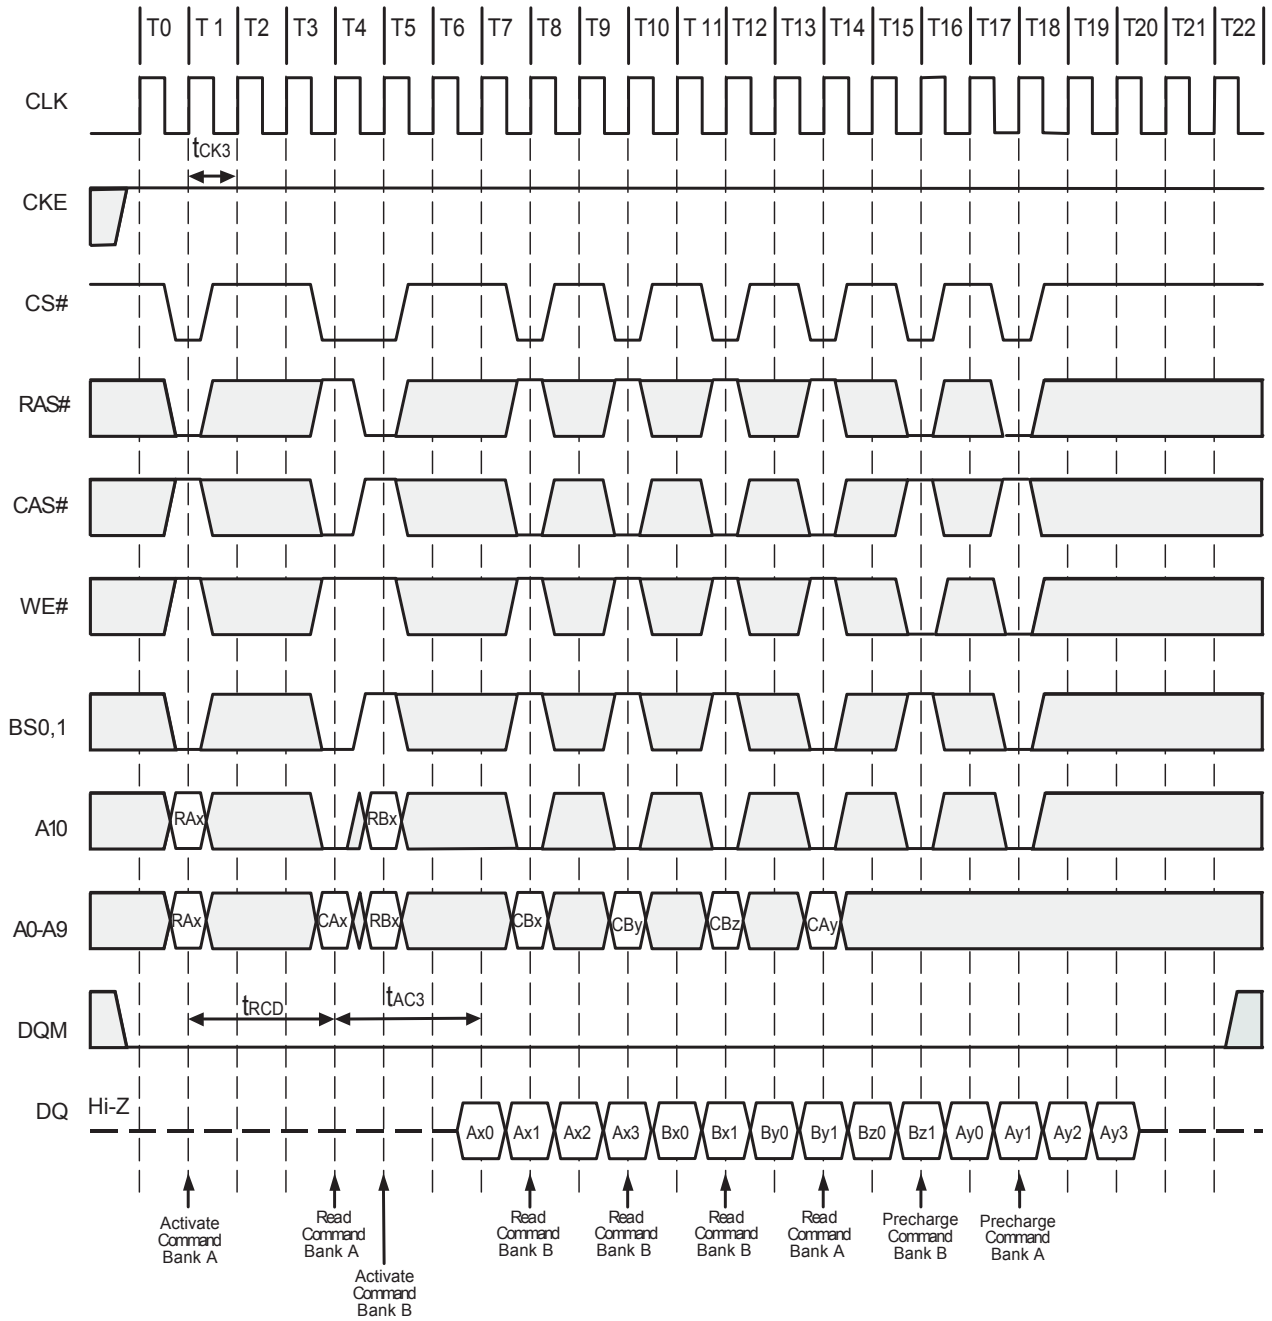 T0 T 1 T2 T3 T4 T5 T6 T7 T8 T9 T10 T 11 T12 T13 T14 T15 T16 T17 T18 T19 T20 T21 T22
CLK
tCK3
CKE
CS#
RAS#
CAS#
WE#
BS0,1
A10 RAx RBx
A0-A9 RAx CAx RBx CBx CBy CBz CAy
tRCD tAC3
DQM
DQ Hi-Z Ax0 Ax1 Ax2 Ax3 Bx0 Bx1 By0 By1 Bz0 Bz1 Ay0 Ay1 Ay2 Ay3
Activate
Command
Bank A
Read
Command
Bank A
Activate
Command
Bank B
Read
Command
Bank B
Read
Command
Bank B
Read
Command
Bank B
Read
Command
Bank A
Precharge
Command
Bank B
Precharge
Command
Bank A